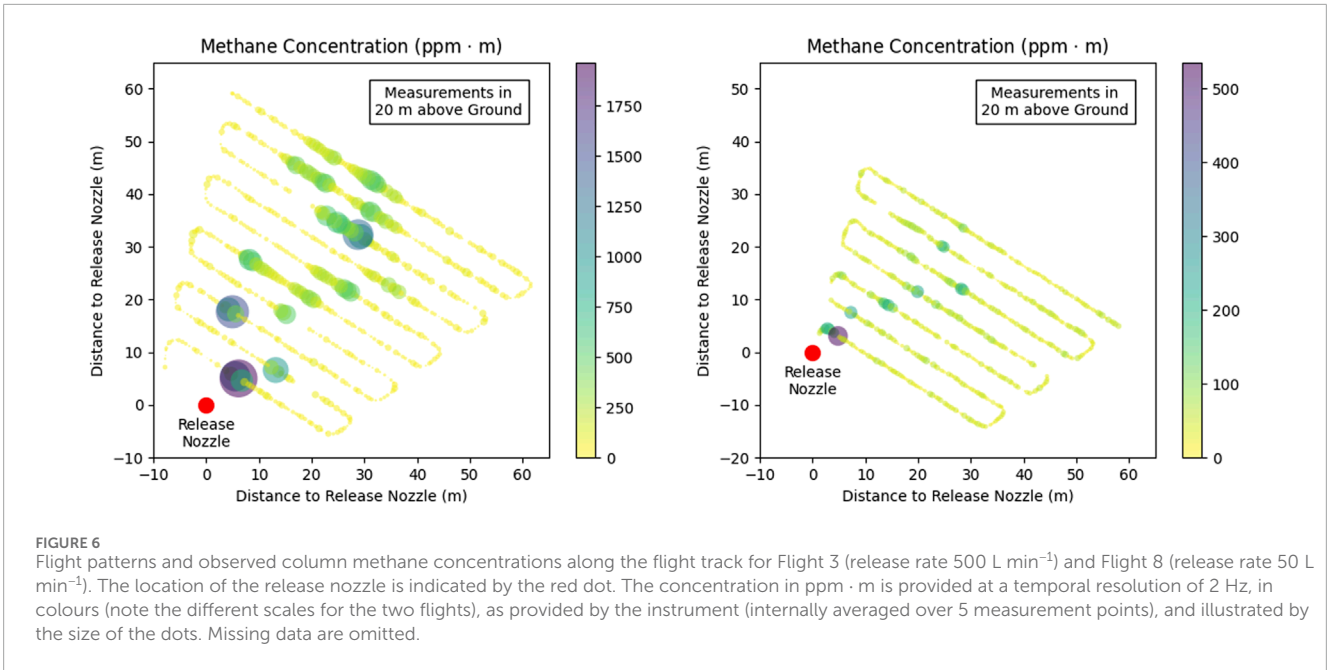 Methane Concentration (ppm · m)
Measurements in
20 m above Ground
60
50
40
30
20
10
0
−10
Distance to Release Nozzle (m)
Release
Nozzle
−10 0 10 20 30 40 50 60
Distance to Release Nozzle (m)
1750
1500
1250
1000
750
500
250
0
Methane Concentration (ppm · m)
Measurements in
20 m above Ground
50
40
30
20
10
0
−10
−20
Distance to Release Nozzle (m)
Release
Nozzle
−10 0 10 20 30 40 50 60
Distance to Release Nozzle (m)
500
400
300
200
100
0
FIGURE 6
Flight patterns and observed column methane concentrations along the flight track for Flight 3 (release rate 500 L min⁻¹) and Flight 8 (release rate 50 L
min⁻¹). The location of the release nozzle is indicated by the red dot. The concentration in ppm · m is provided at a temporal resolution of 2 Hz, in
colours (note the different scales for the two flights), as provided by the instrument (internally averaged over 5 measurement points), and illustrated by
the size of the dots. Missing data are omitted.